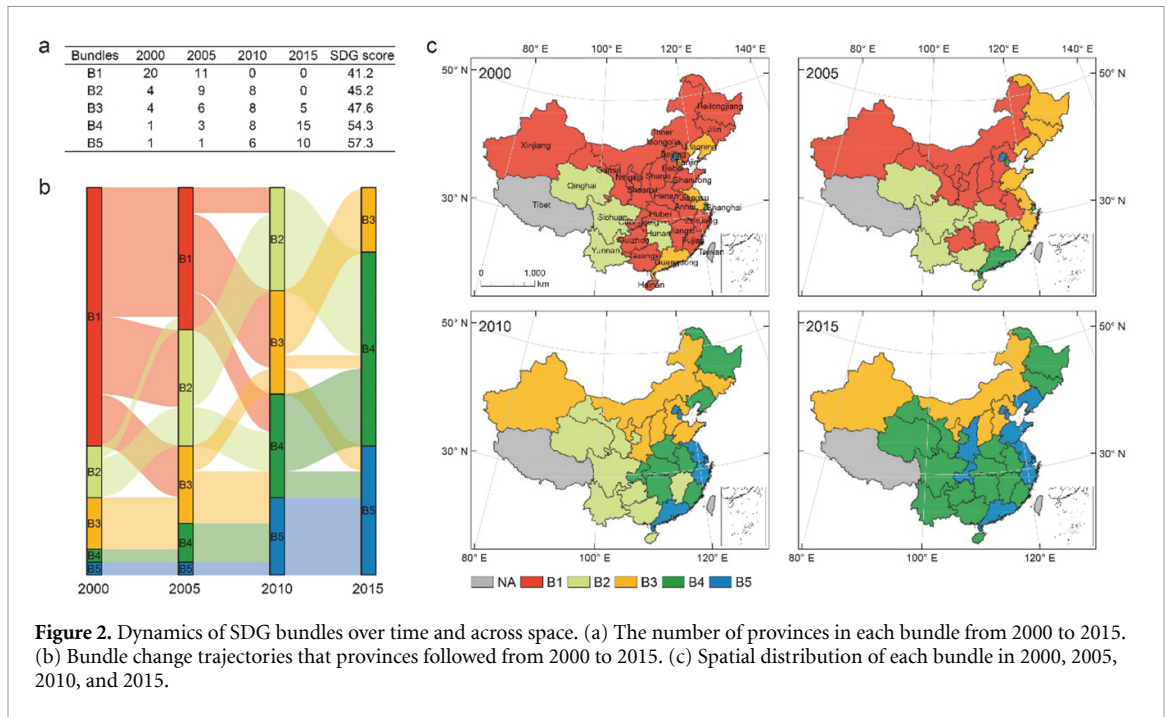 a
Bundles 2000 2005 2010 2015 SDG score
B1 20 11 0 0 41.2
B2 4 9 8 0 45.2
B3 4 6 8 5 47.6
B4 1 3 8 15 54.3
B5 1 1 6 10 57.3
b
B1 B1 B2 B3
B2 B2 B3 B4
B3 B3 B4 B5
B4 B4 B5
B5 B5
2000 2005 2010 2015
c
80° E 100° E 120° E 80° E 100° E 120° E
50° N 2000 2005 50° N
Heilongjiang
Jilin
Inner
Mongolia
Liaoning
Xinjiang
Beijing
Tianjin
Gansu
Hebei
Ningxia
Shanxi
Shandong
Qinghai
Shaanxi
Henan
Jiangsu
30° N
Tibet
Anhui
Shanghai
30° N
Sichuan
Hubei
Zhejiang
Hunan
Jiangxi
Guizhou
Fujian
Yunnan
Guangxi
Guangdong
Taiwan
0 1,000
km
Hainan
50° N 2010 2015 50° N
30° N 30° N
80° E 100° E 120° E 80° E 100° E 120° E
NA B1 B2 B3 B4 B5
Figure 2. Dynamics of SDG bundles over time and across space. (a) The number of provinces in each bundle from 2000 to 2015.
(b) Bundle change trajectories that provinces followed from 2000 to 2015. (c) Spatial distribution of each bundle in 2000, 2005,
2010, and 2015.